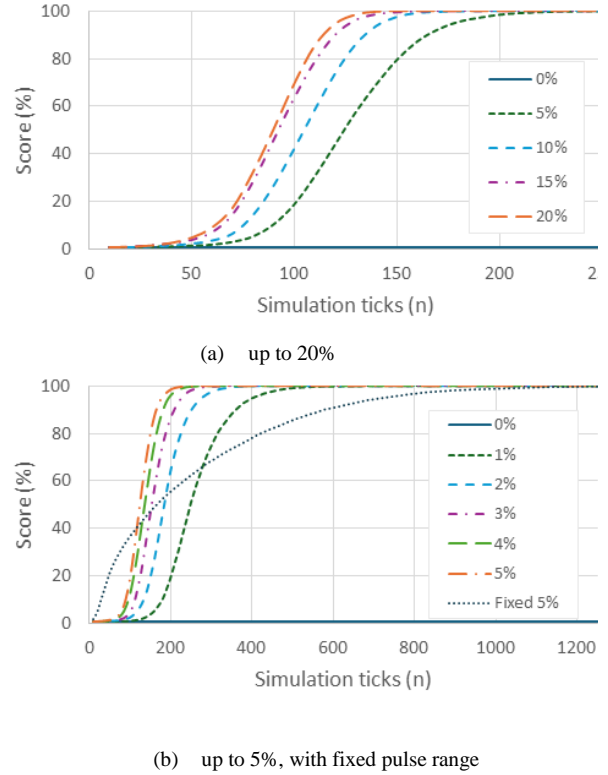 100
80
60
40
20
0
Score (%)
0%
5%
10%
15%
20%
0 50 100 150 200 2
Simulation ticks (n)
(a) up to 20%
100
80
60
40
20
0
Score (%)
0%
1%
2%
3%
4%
5%
Fixed 5%
0 200 400 600 800 1000 1200
Simulation ticks (n)
(b) up to 5%, with fixed pulse range